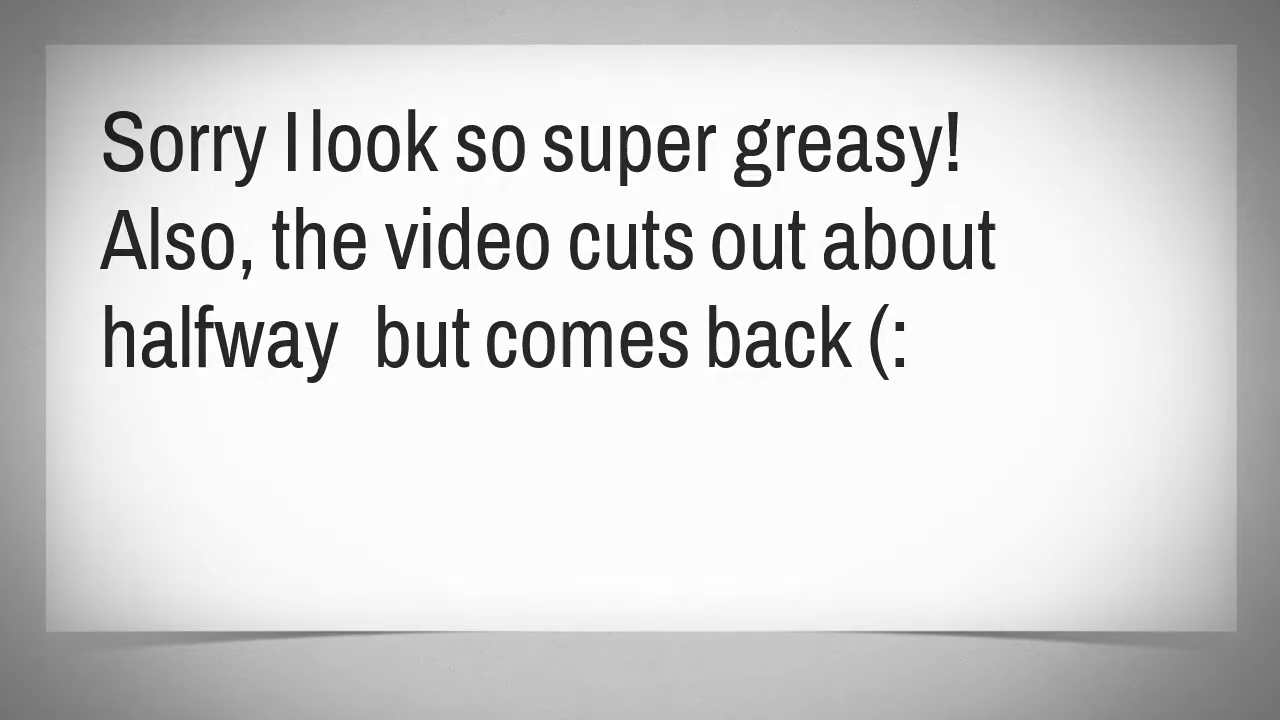 Sorry I look so super greasy!
Also, the video cuts out about
halfway  but comes back (: